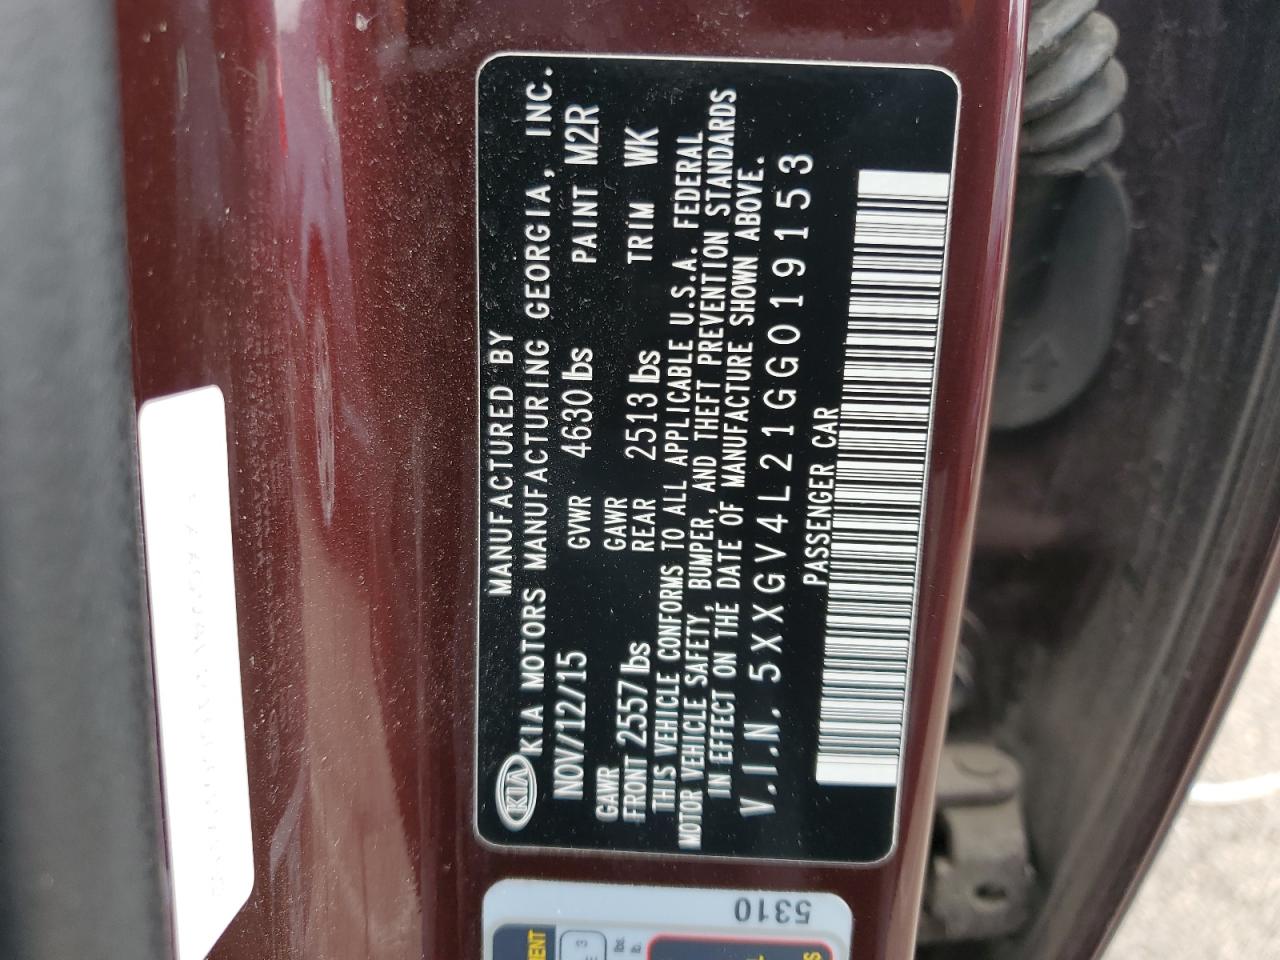 MANUFACTURED BY
KIA KIA MOTORS MANUFACTURING GEORGIA, INC.
NOV/12/15 GVWR 4630 lbs PAINT M2R
GAWR FRONT 2557 lbs GAWR REAR 2513 lbs TRIM WK
THIS VEHICLE CONFORMS TO ALL APPLICABLE U.S.A. FEDERAL
MOTOR VEHICLE SAFETY, BUMPER, AND THEFT PREVENTION STANDARDS
IN EFFECT ON THE DATE OF MANUFACTURE SHOWN ABOVE.
V.I.N. 5XXGV4L21GG019153
PASSENGER CAR
5310